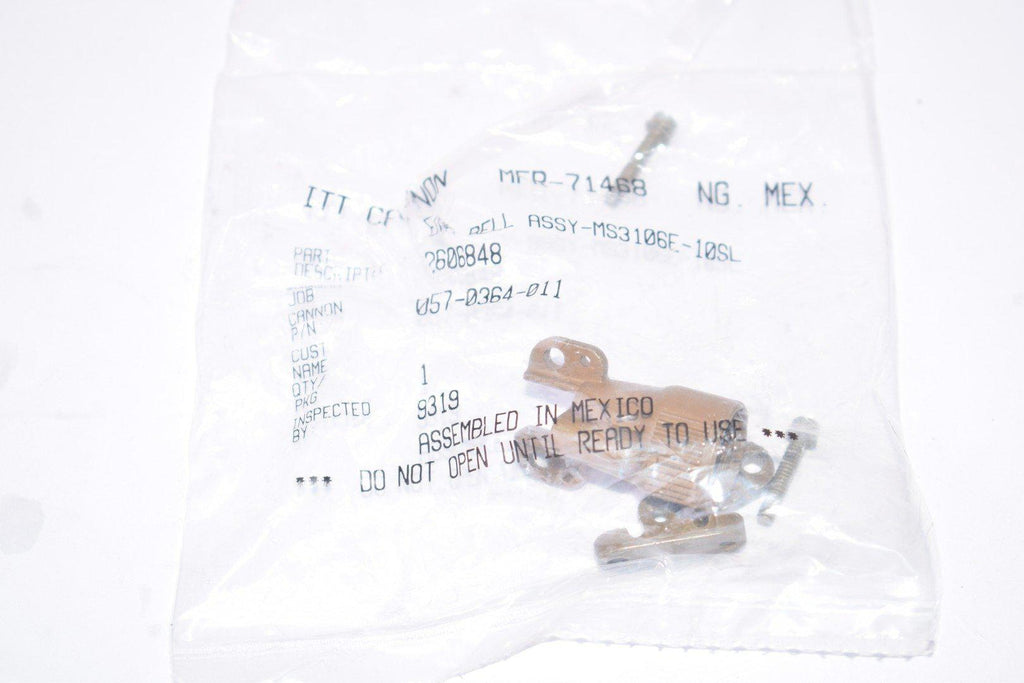 ITT CANNON MFR-71468 NG. MEX.
PART BELL ASSY-MS3106E-10SL
DESCRIPTI
JOB 2606848
CANNON 057-0364-011
P/N
CUST
NAME
QTY/ 1
PKG
INSPECTED 9319
BY
ASSEMBLED IN MEXICO
*** DO NOT OPEN UNTIL READY TO USE ***